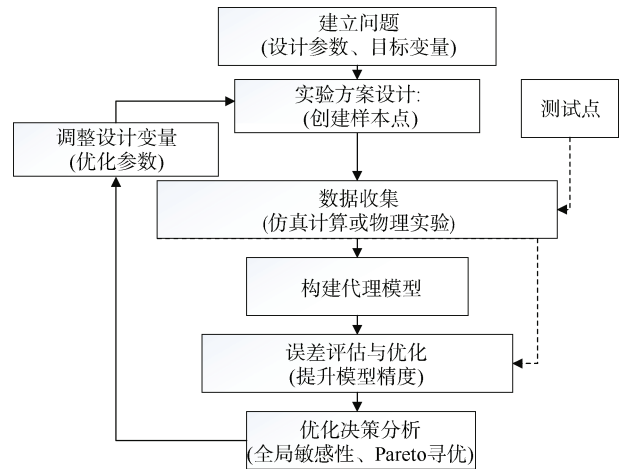 建立问题
(设计参数、目标变量)
实验方案设计:
(创建样本点)
测试点
调整设计变量
(优化参数)
数据收集
(仿真计算或物理实验)
构建代理模型
误差评估与优化
(提升模型精度)
优化决策分析
(全局敏感性、Pareto寻优)